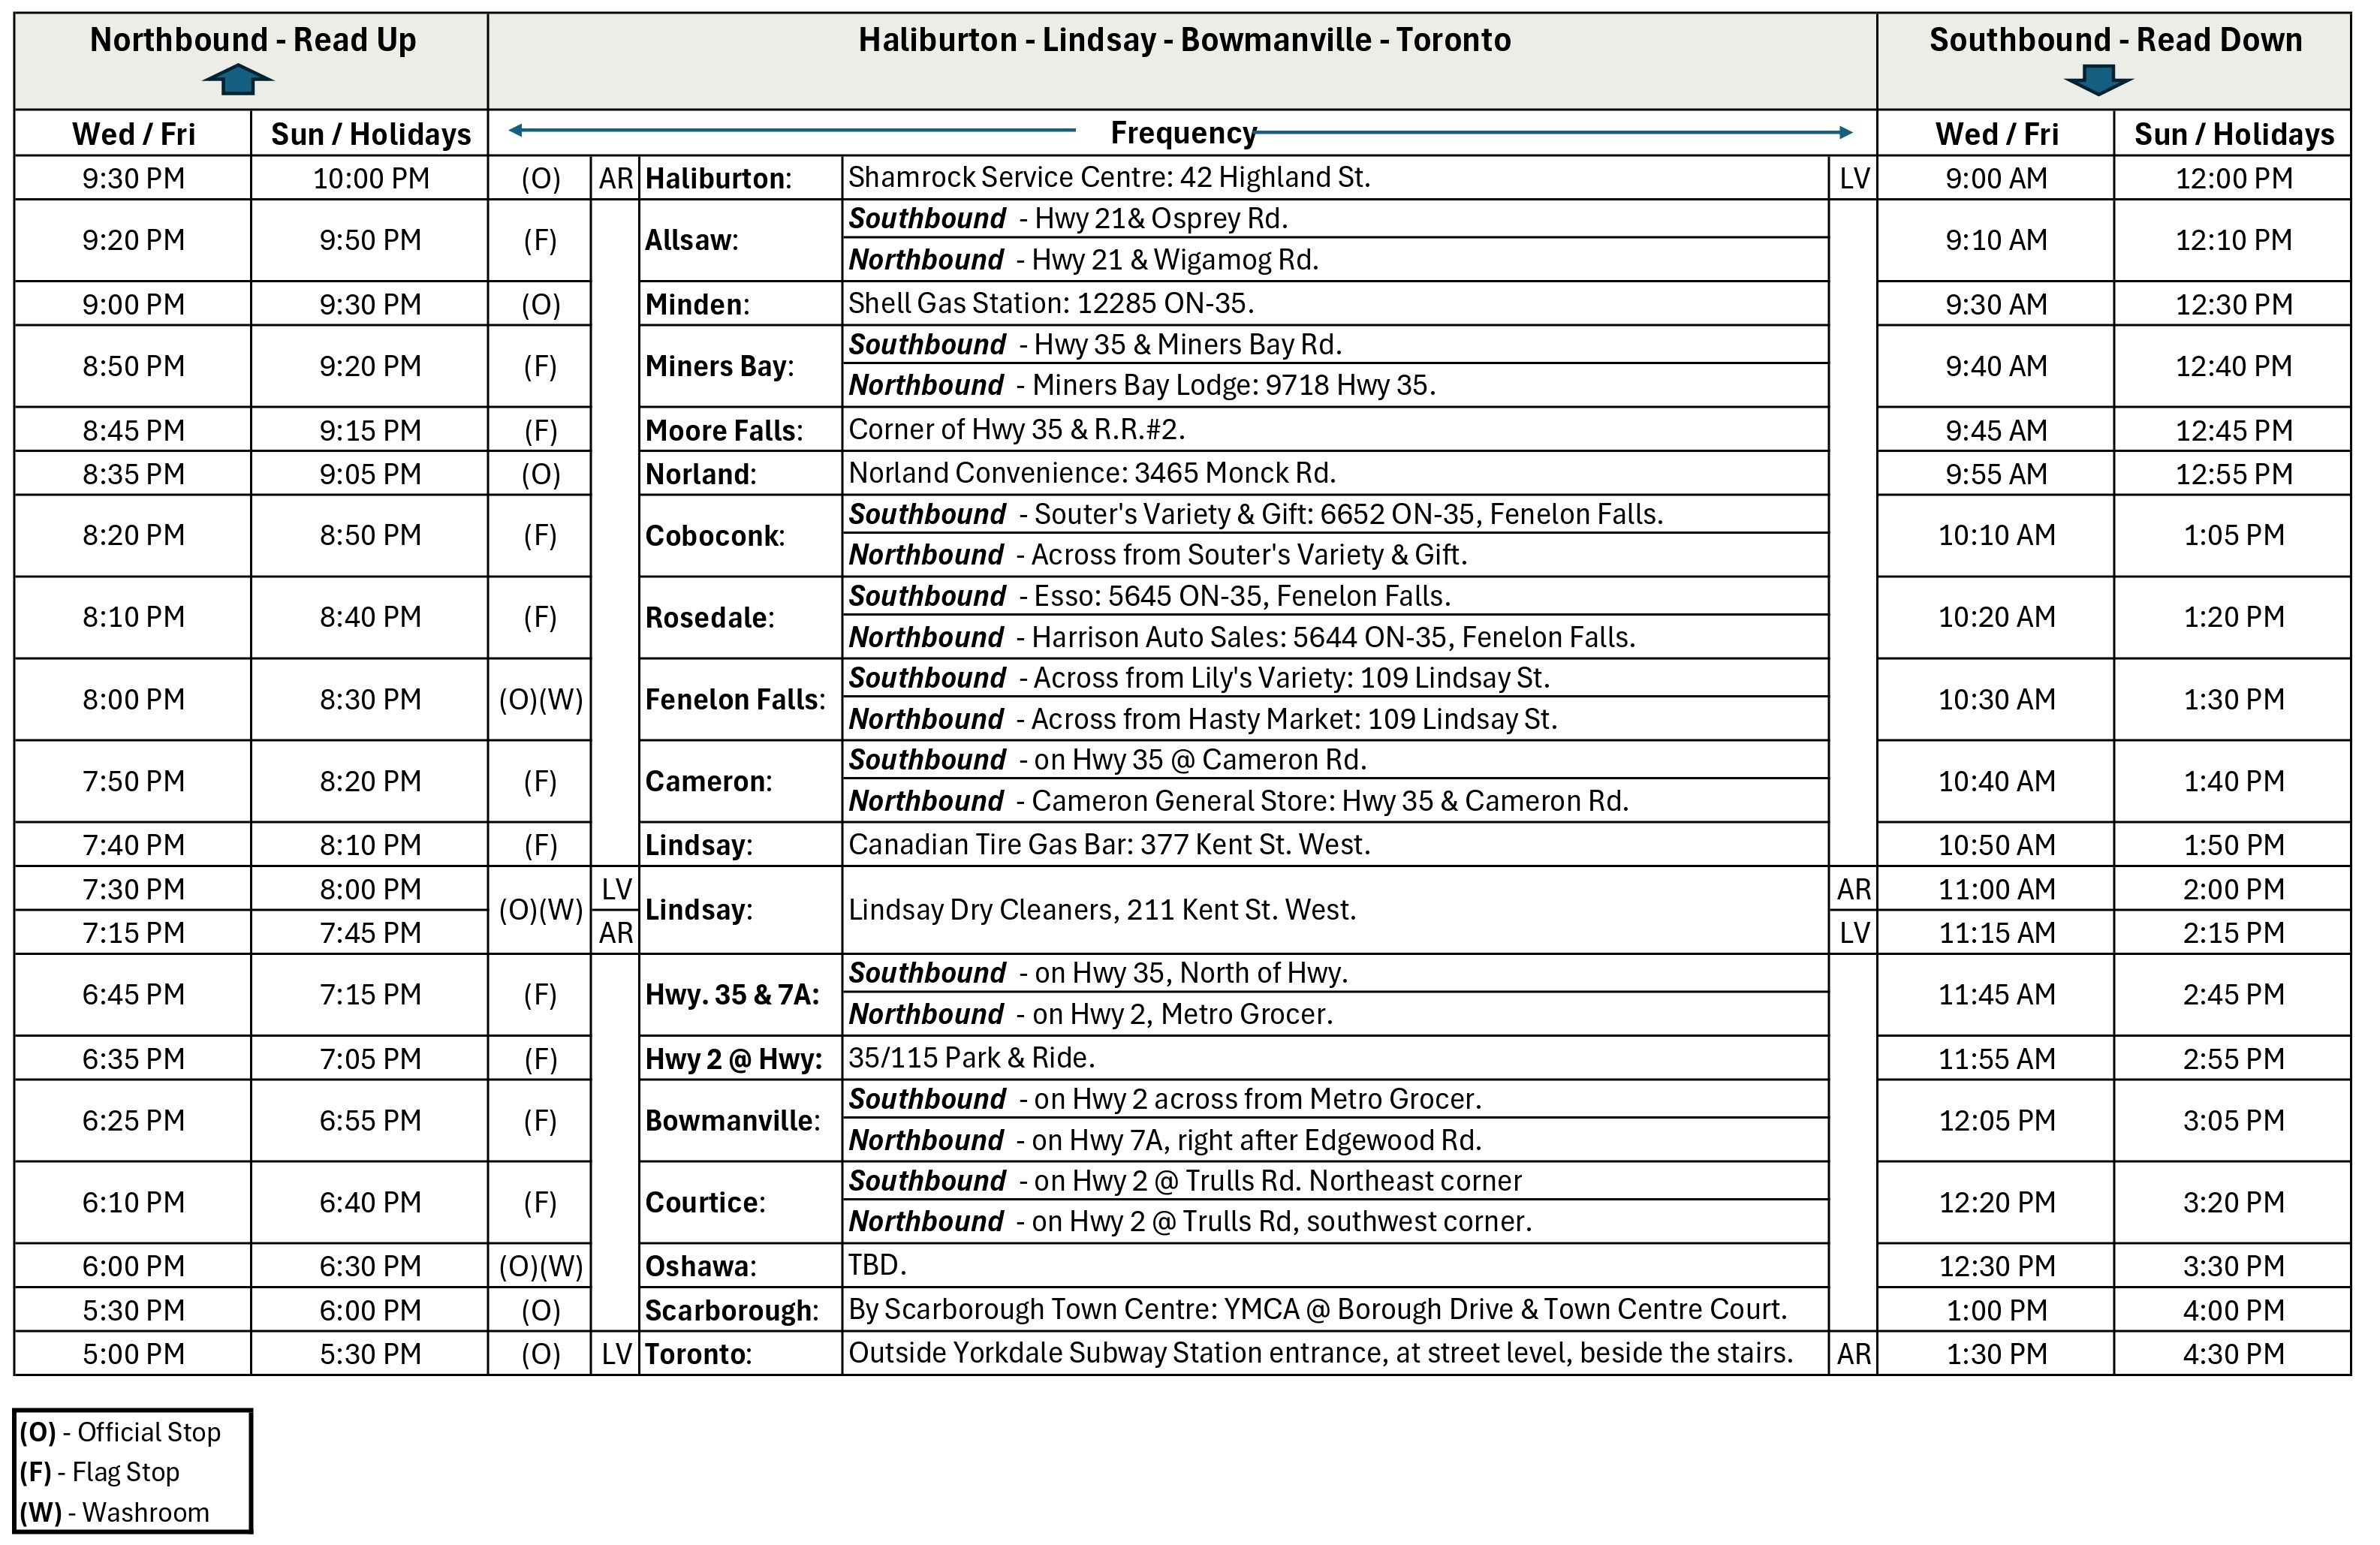 Northbound - Read Up Haliburton - Lindsay - Bowmanville - Toronto Southbound - Read Down
Wed / Fri Sun / Holidays Frequency Wed / Fri Sun / Holidays
9:30 PM 10:00 PM (O) AR Haliburton: Shamrock Service Centre: 42 Highland St. LV 9:00 AM 12:00 PM
Southbound - Hwy 21& Osprey Rd.
9:20 PM 9:50 PM (F) Allsaw: 9:10 AM 12:10 PM
Northbound - Hwy 21 & Wigamog Rd.
9:00 PM 9:30 PM (O) Minden: Shell Gas Station: 12285 ON-35. 9:30 AM 12:30 PM
Southbound - Hwy 35 & Miners Bay Rd.
8:50 PM 9:20 PM (F) Miners Bay: 9:40 AM 12:40 PM
Northbound - Miners Bay Lodge: 9718 Hwy 35.
8:45 PM 9:15 PM (F) Moore Falls: Corner of Hwy 35 & R.R.#2. 9:45 AM 12:45 PM
8:35 PM 9:05 PM (O) Norland: Norland Convenience: 3465 Monck Rd. 9:55 AM 12:55 PM
Southbound - Souter's Variety & Gift: 6652 ON-35, Fenelon Falls.
8:20 PM 8:50 PM (F) Coboconk: 10:10 AM 1:05 PM
Northbound - Across from Souter's Variety & Gift.
Southbound - Esso: 5645 ON-35, Fenelon Falls.
8:10 PM 8:40 PM (F) Rosedale: 10:20 AM 1:20 PM
Northbound - Harrison Auto Sales: 5644 ON-35, Fenelon Falls.
Southbound - Across from Lily's Variety: 109 Lindsay St.
8:00 PM 8:30 PM (O)(W) Fenelon Falls: 10:30 AM 1:30 PM
Northbound - Across from Hasty Market: 109 Lindsay St.
Southbound - on Hwy 35 @ Cameron Rd.
7:50 PM 8:20 PM (F) Cameron: 10:40 AM 1:40 PM
Northbound - Cameron General Store: Hwy 35 & Cameron Rd.
7:40 PM 8:10 PM (F) Lindsay: Canadian Tire Gas Bar: 377 Kent St. West. 10:50 AM 1:50 PM
7:30 PM 8:00 PM LV AR 11:00 AM 2:00 PM
(O)(W) Lindsay: Lindsay Dry Cleaners, 211 Kent St. West.
7:15 PM 7:45 PM AR LV 11:15 AM 2:15 PM
Southbound - on Hwy 35, North of Hwy.
6:45 PM 7:15 PM (F) Hwy. 35 & 7A: 11:45 AM 2:45 PM
Northbound - on Hwy 2, Metro Grocer.
6:35 PM 7:05 PM (F) Hwy 2 @ Hwy: 35/115 Park & Ride. 11:55 AM 2:55 PM
Southbound - on Hwy 2 across from Metro Grocer.
6:25 PM 6:55 PM (F) Bowmanville: 12:05 PM 3:05 PM
Northbound - on Hwy 7A, right after Edgewood Rd.
Southbound - on Hwy 2 @ Trulls Rd. Northeast corner
6:10 PM 6:40 PM (F) Courtice: 12:20 PM 3:20 PM
Northbound - on Hwy 2 @ Trulls Rd, southwest corner.
6:00 PM 6:30 PM (O)(W) Oshawa: TBD. 12:30 PM 3:30 PM
5:30 PM 6:00 PM (O) Scarborough: By Scarborough Town Centre: YMCA @ Borough Drive & Town Centre Court. 1:00 PM 4:00 PM
5:00 PM 5:30 PM (O) LV Toronto: Outside Yorkdale Subway Station entrance, at street level, beside the stairs. AR 1:30 PM 4:30 PM
(O) - Official Stop
(F) - Flag Stop
(W) - Washroom